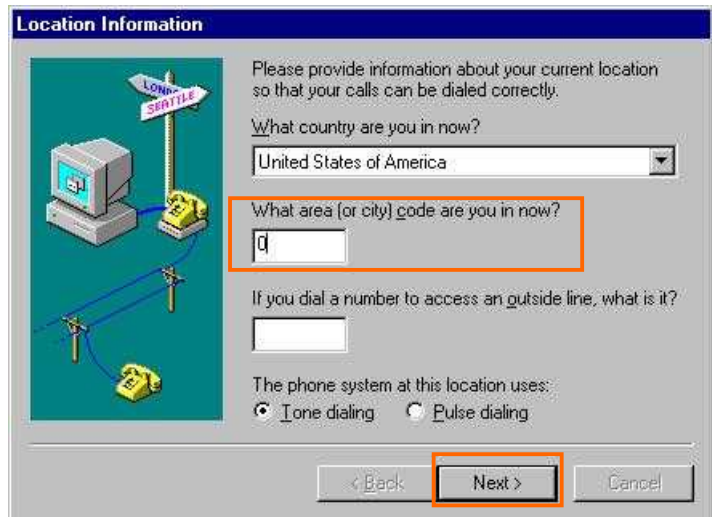 Location Information
LONDO
SEATTLE
Please provide information about your current location
so that your calls can be dialed correctly.
What country are you in now?
United States of America
What area (or city) code are you in now?
0
If you dial a number to access an outside line, what is it?
The phone system at this location uses:
Tone dialing Pulse dialing
< Back Next > Cancel